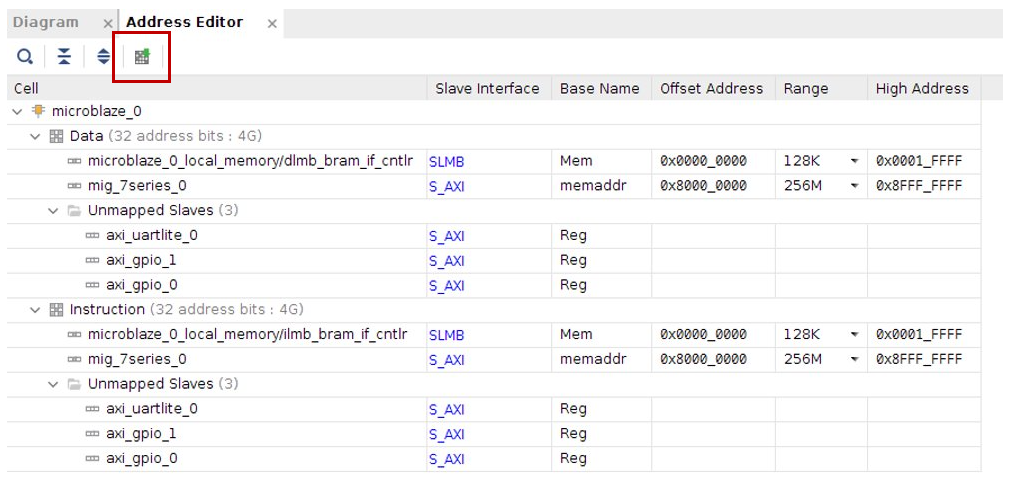 Diagram × Address Editor ×
Cell Slave Interface Base Name Offset Address Range High Address
microblaze_0
Data (32 address bits : 4G)
microblaze_0_local_memory/dlmb_bram_if_cntlr SLMB Mem 0x0000_0000 128K 0x0001_FFFF
mig_7series_0 S_AXI memaddr 0x8000_0000 256M 0x8FFF_FFFF
Unmapped Slaves (3)
axi_uartlite_0 S_AXI Reg
axi_gpio_1 S_AXI Reg
axi_gpio_0 S_AXI Reg
Instruction (32 address bits : 4G)
microblaze_0_local_memory/ilmb_bram_if_cntlr SLMB Mem 0x0000_0000 128K 0x0001_FFFF
mig_7series_0 S_AXI memaddr 0x8000_0000 256M 0x8FFF_FFFF
Unmapped Slaves (3)
axi_uartlite_0 S_AXI Reg
axi_gpio_1 S_AXI Reg
axi_gpio_0 S_AXI Reg